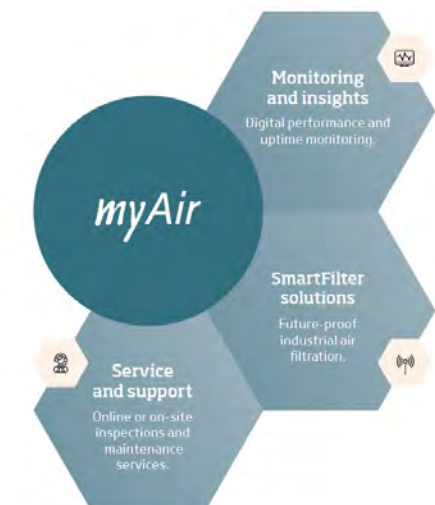 Monitoring
and insights
Digital performance and
uptime monitoring.
myAir
SmartFilter
solutions
Future-proof
industrial air
filtration.
Service
and support
Online or on-site
inspections and
maintenance
services.